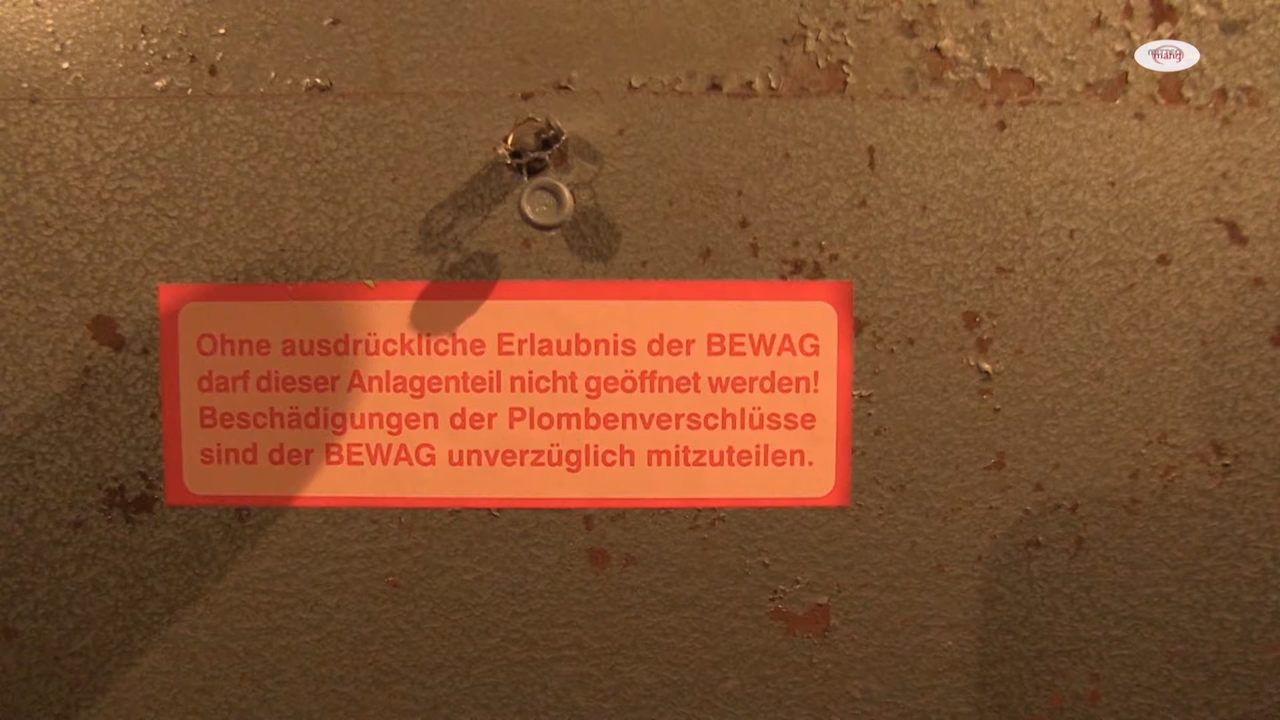 Ohne ausdrückliche Erlaubnis der BEWAG
darf dieser Anlagenteil nicht geöffnet werden!
Beschädigungen der Plombenverschlüsse
sind der BEWAG unverzüglich mitzuteilen.
mang